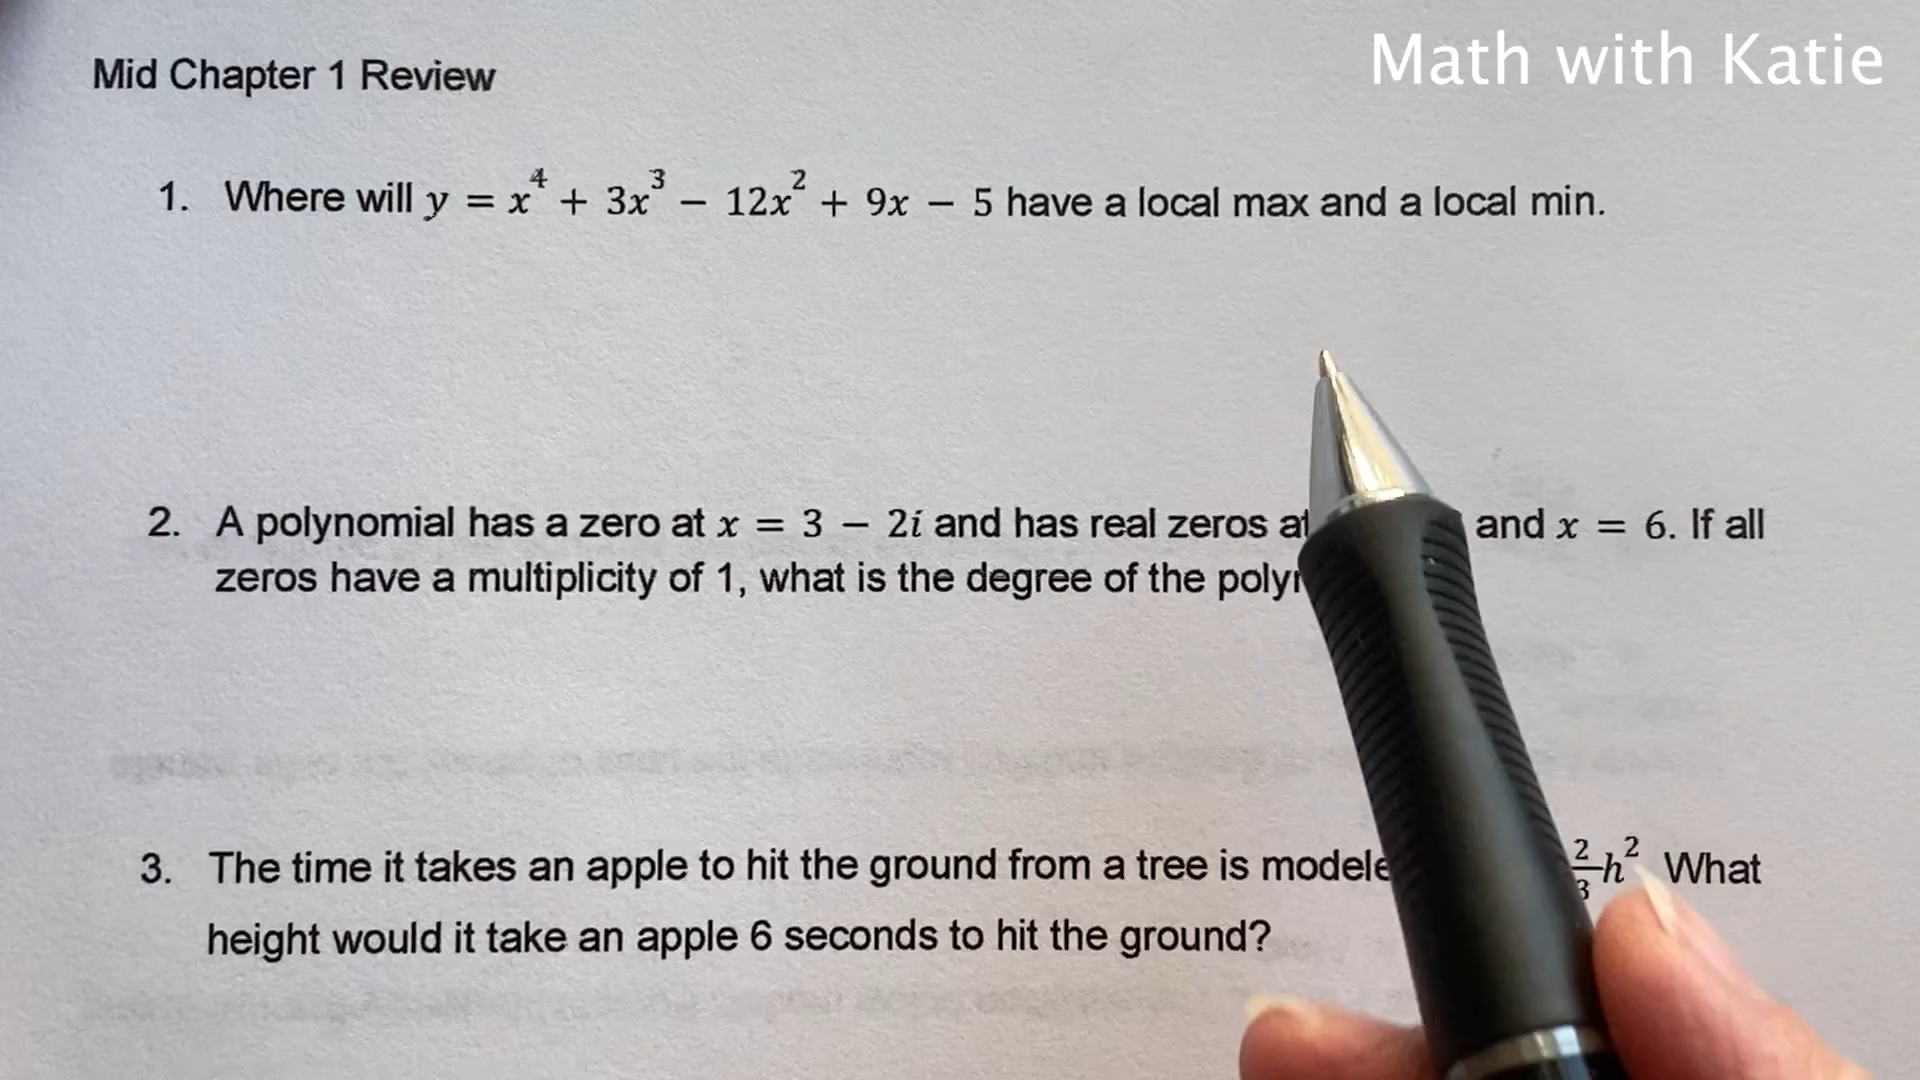 Math with Katie
Mid Chapter 1 Review
1. Where will y = x⁴ + 3x³ − 12x² + 9x − 5 have a local max and a local min.
2. A polynomial has a zero at x = 3 − 2i and has real zeros at and x = 6. If all
zeros have a multiplicity of 1, what is the degree of the
3. The time it takes an apple to hit the ground from a tree is 2/3 h² What
height would it take an apple 6 seconds to hit the ground?